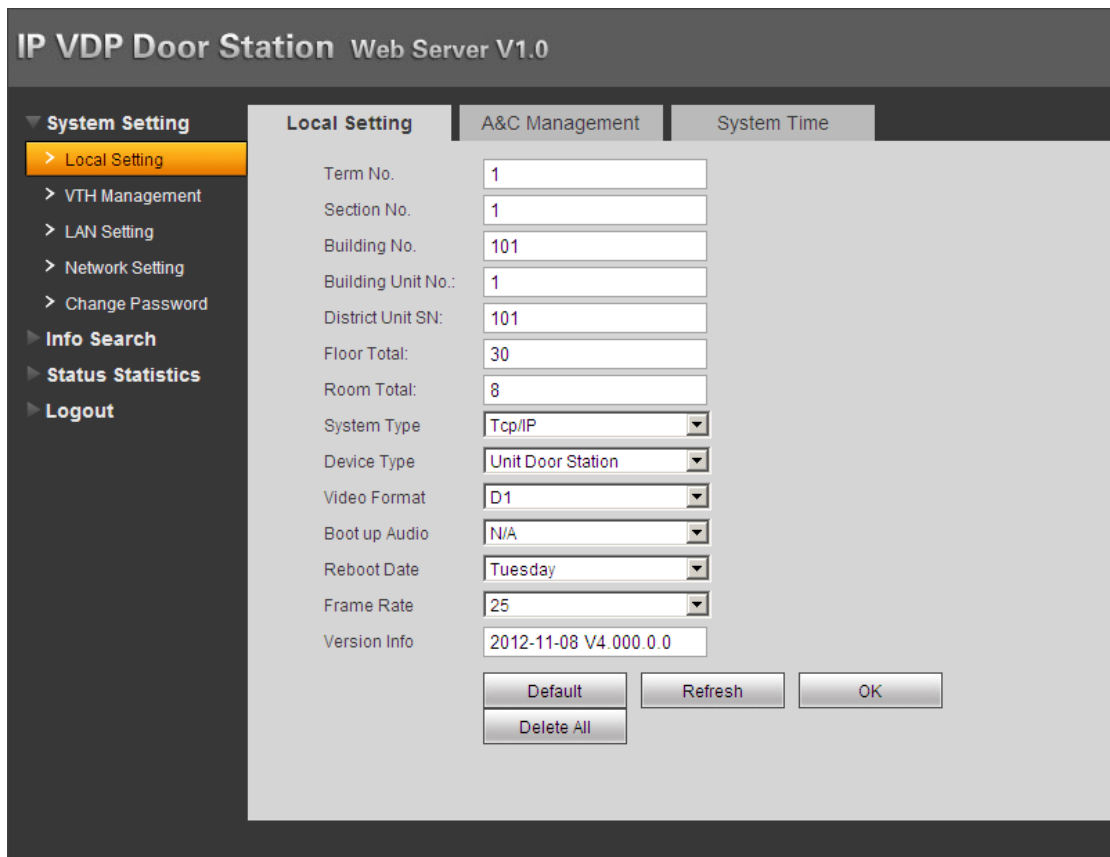 IP VDP Door Station Web Server V1.0
System Setting
Local Setting
VTH Management
LAN Setting
Network Setting
Change Password
Info Search
Status Statistics
Logout
Local Setting A&C Management System Time
Term No. 1
Section No. 1
Building No. 101
Building Unit No.: 1
District Unit SN: 101
Floor Total: 30
Room Total: 8
System Type Tcp/IP
Device Type Unit Door Station
Video Format D1
Boot up Audio N/A
Reboot Date Tuesday
Frame Rate 25
Version Info 2012-11-08 V4.000.0.0
Default Refresh OK
Delete All